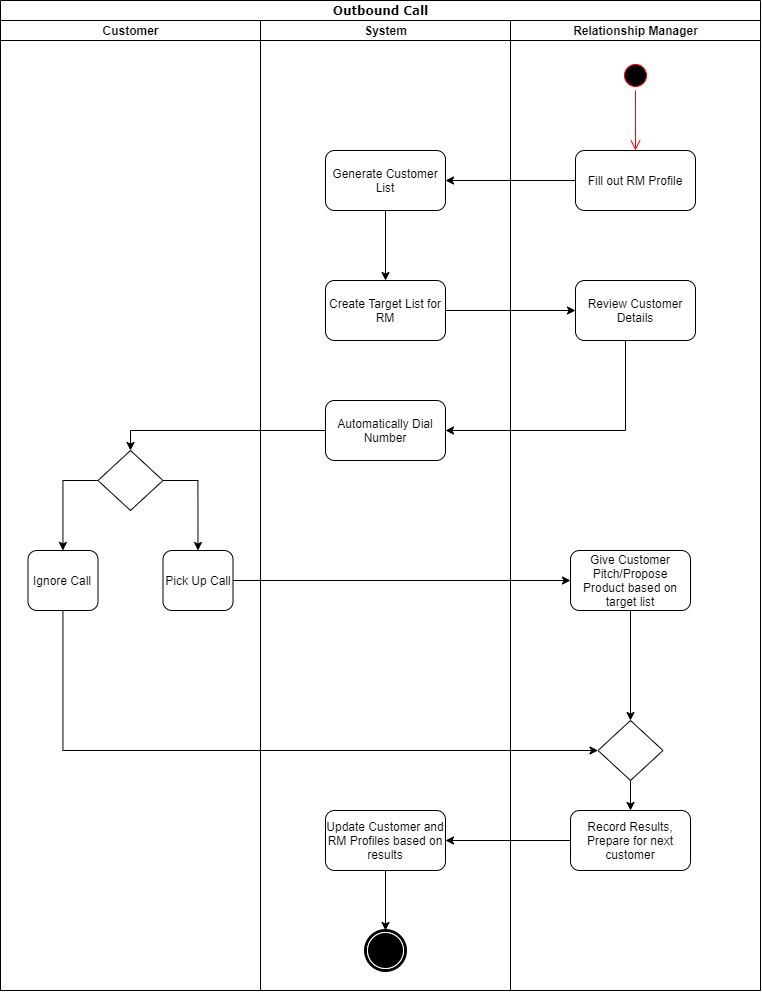 Outbound Call
Customer
System
Relationship Manager
Generate Customer
List
Fill out RM Profile
Create Target List for
RM
Review Customer
Details
Automatically Dial
Number
Ignore Call
Pick Up Call
Give Customer
Pitch/Propose
Product based on
target list
Update Customer and
RM Profiles based on
results
Record Results,
Prepare for next
customer